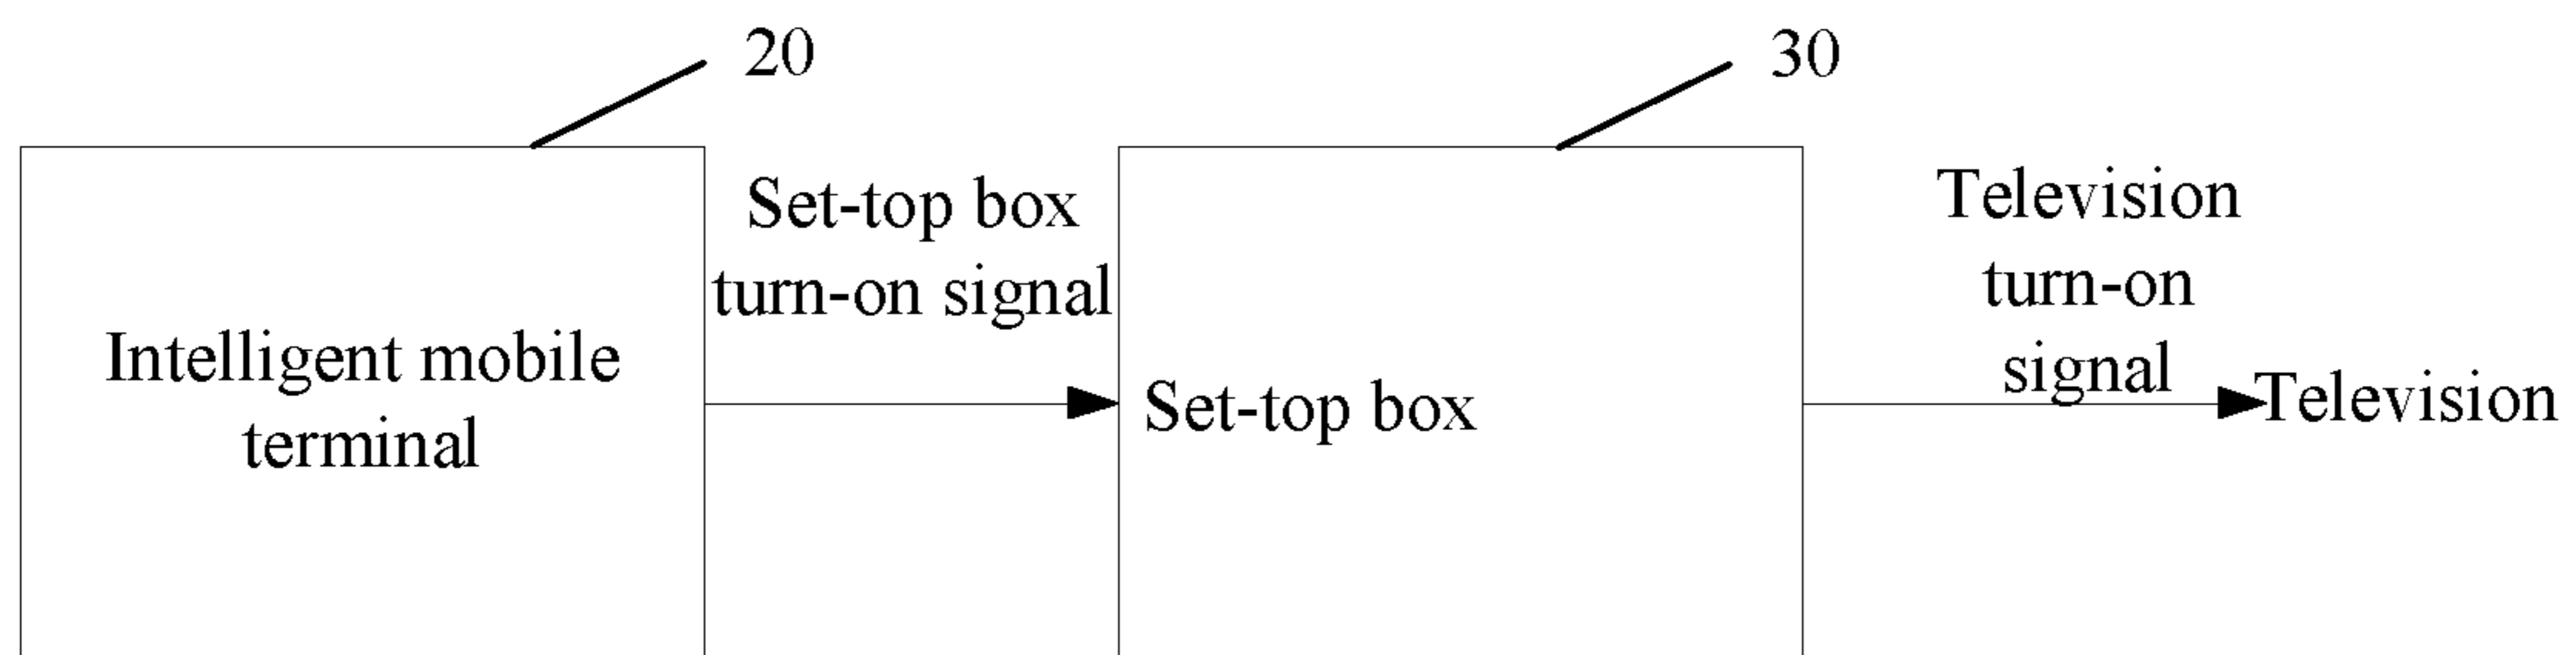 20
30
Intelligent mobile
terminal
Set-top box
turn-on signal
Set-top box
Television
turn-on
signal
Television